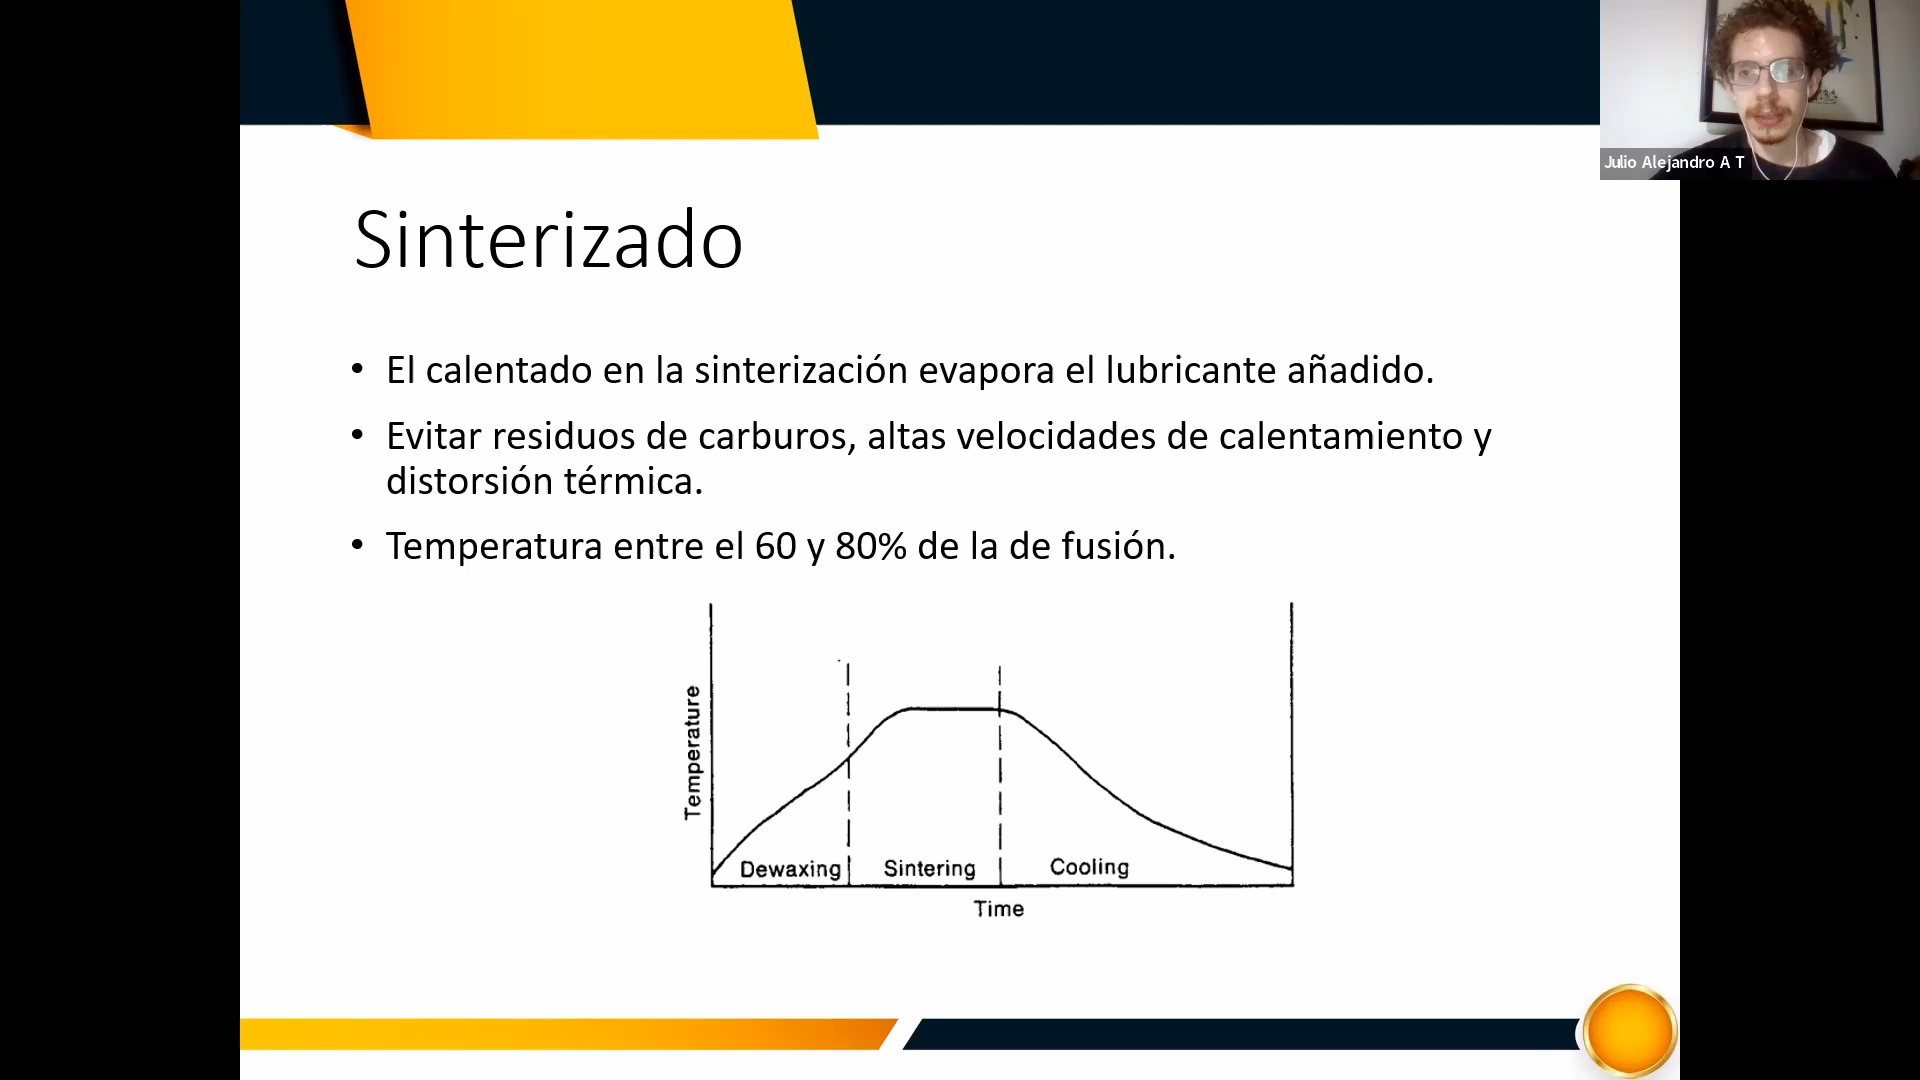 Julio Alejandro A T
Sinterizado
• El calentado en la sinterización evapora el lubricante añadido.
• Evitar residuos de carburos, altas velocidades de calentamiento y
distorsión térmica.
• Temperatura entre el 60 y 80% de la de fusión.
Temperature
Dewaxing
Sintering
Cooling
Time